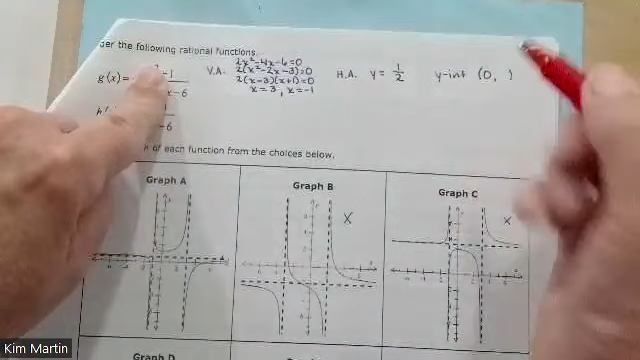 der the following rational functions.
g(x) =
-1
x-6
V.A. 2x²-4x-6=0
2(x²-2x-3)=0
2(x-3)(x+1)=0
x=3, x=-1
H.A. y = 1/2
y-int (0, )
-6
of each function from the choices below.
Graph A
Graph B
Graph C
X
X
Graph D
Kim Martin